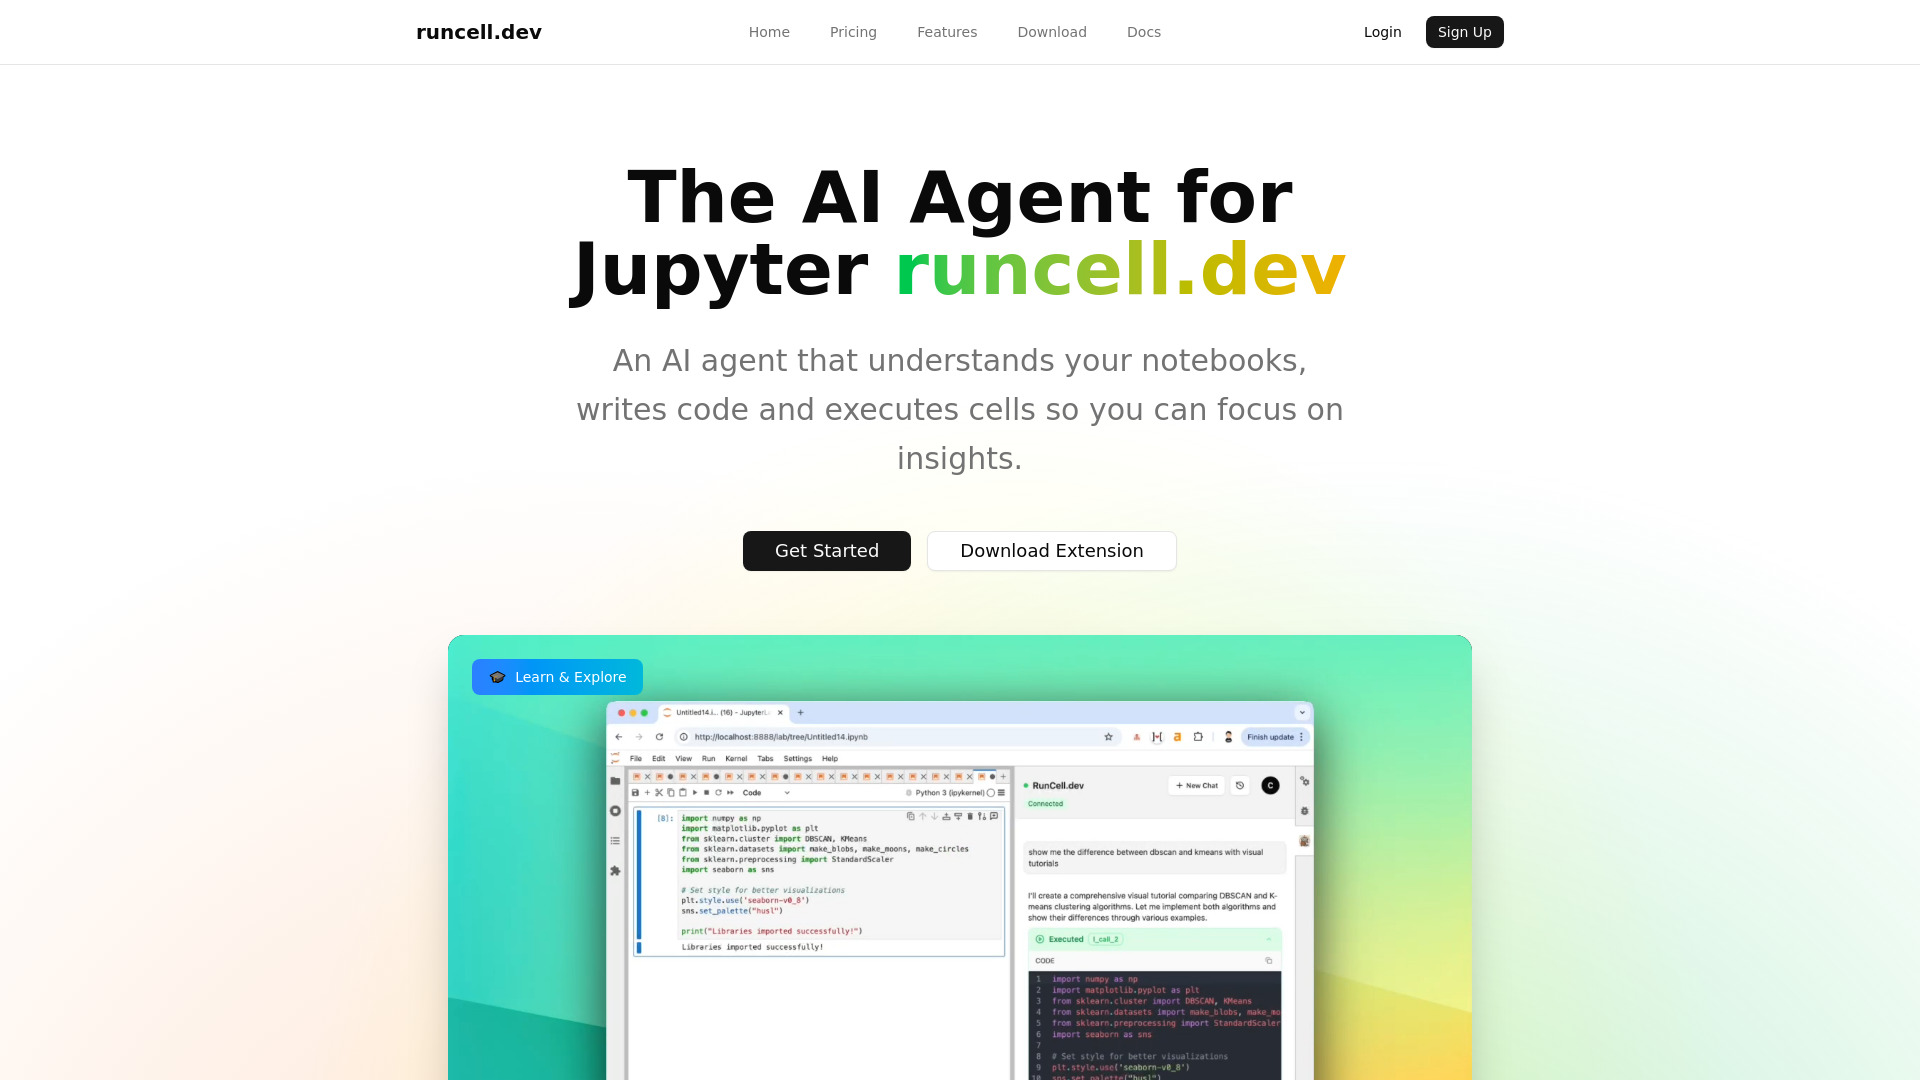 runcell.dev
Home
Pricing
Features
Download
Docs
Login
Sign Up
The AI Agent for
Jupyter runcell.dev
An AI agent that understands your notebooks,
writes code and executes cells so you can focus on
insights.
Get Started
Download Extension
🎓 Learn & Explore
Untitled14.i... (16) - JupyterL
http://localhost:8888/lab/tree/Untitled14.ipynb
Finish update
File Edit View Run Kernel Tabs Settings Help
Code
Python 3 (ipykernel)
[8]:
import numpy as np
import matplotlib.pyplot as plt
from sklearn.cluster import DBSCAN, KMeans
from sklearn.datasets import make_blobs, make_moons, make_circles
from sklearn.preprocessing import StandardScaler
import seaborn as sns
# Set style for better visualizations
plt.style.use('seaborn-v0_8')
sns.set_palette("husl")
print("Libraries imported successfully!")
Libraries imported successfully!
RunCell.dev
Connected
+ New Chat
C
show me the difference between dbscan and kmeans with visual
tutorials
I'll create a comprehensive visual tutorial comparing DBSCAN and K-
means clustering algorithms. Let me implement both algorithms and
show their differences through various examples.
Executed l_call_2
CODE
1 import numpy as np
2 import matplotlib.pyplot as plt
3 from sklearn.cluster import DBSCAN, KMeans
4 from sklearn.datasets import make_blobs, make_mo
5 from sklearn.preprocessing import StandardScaler
6 import seaborn as sns
7
8 # Set style for better visualizations
9 plt.style.use('seaborn-v0_8')
10 sns.set_palette("husl")